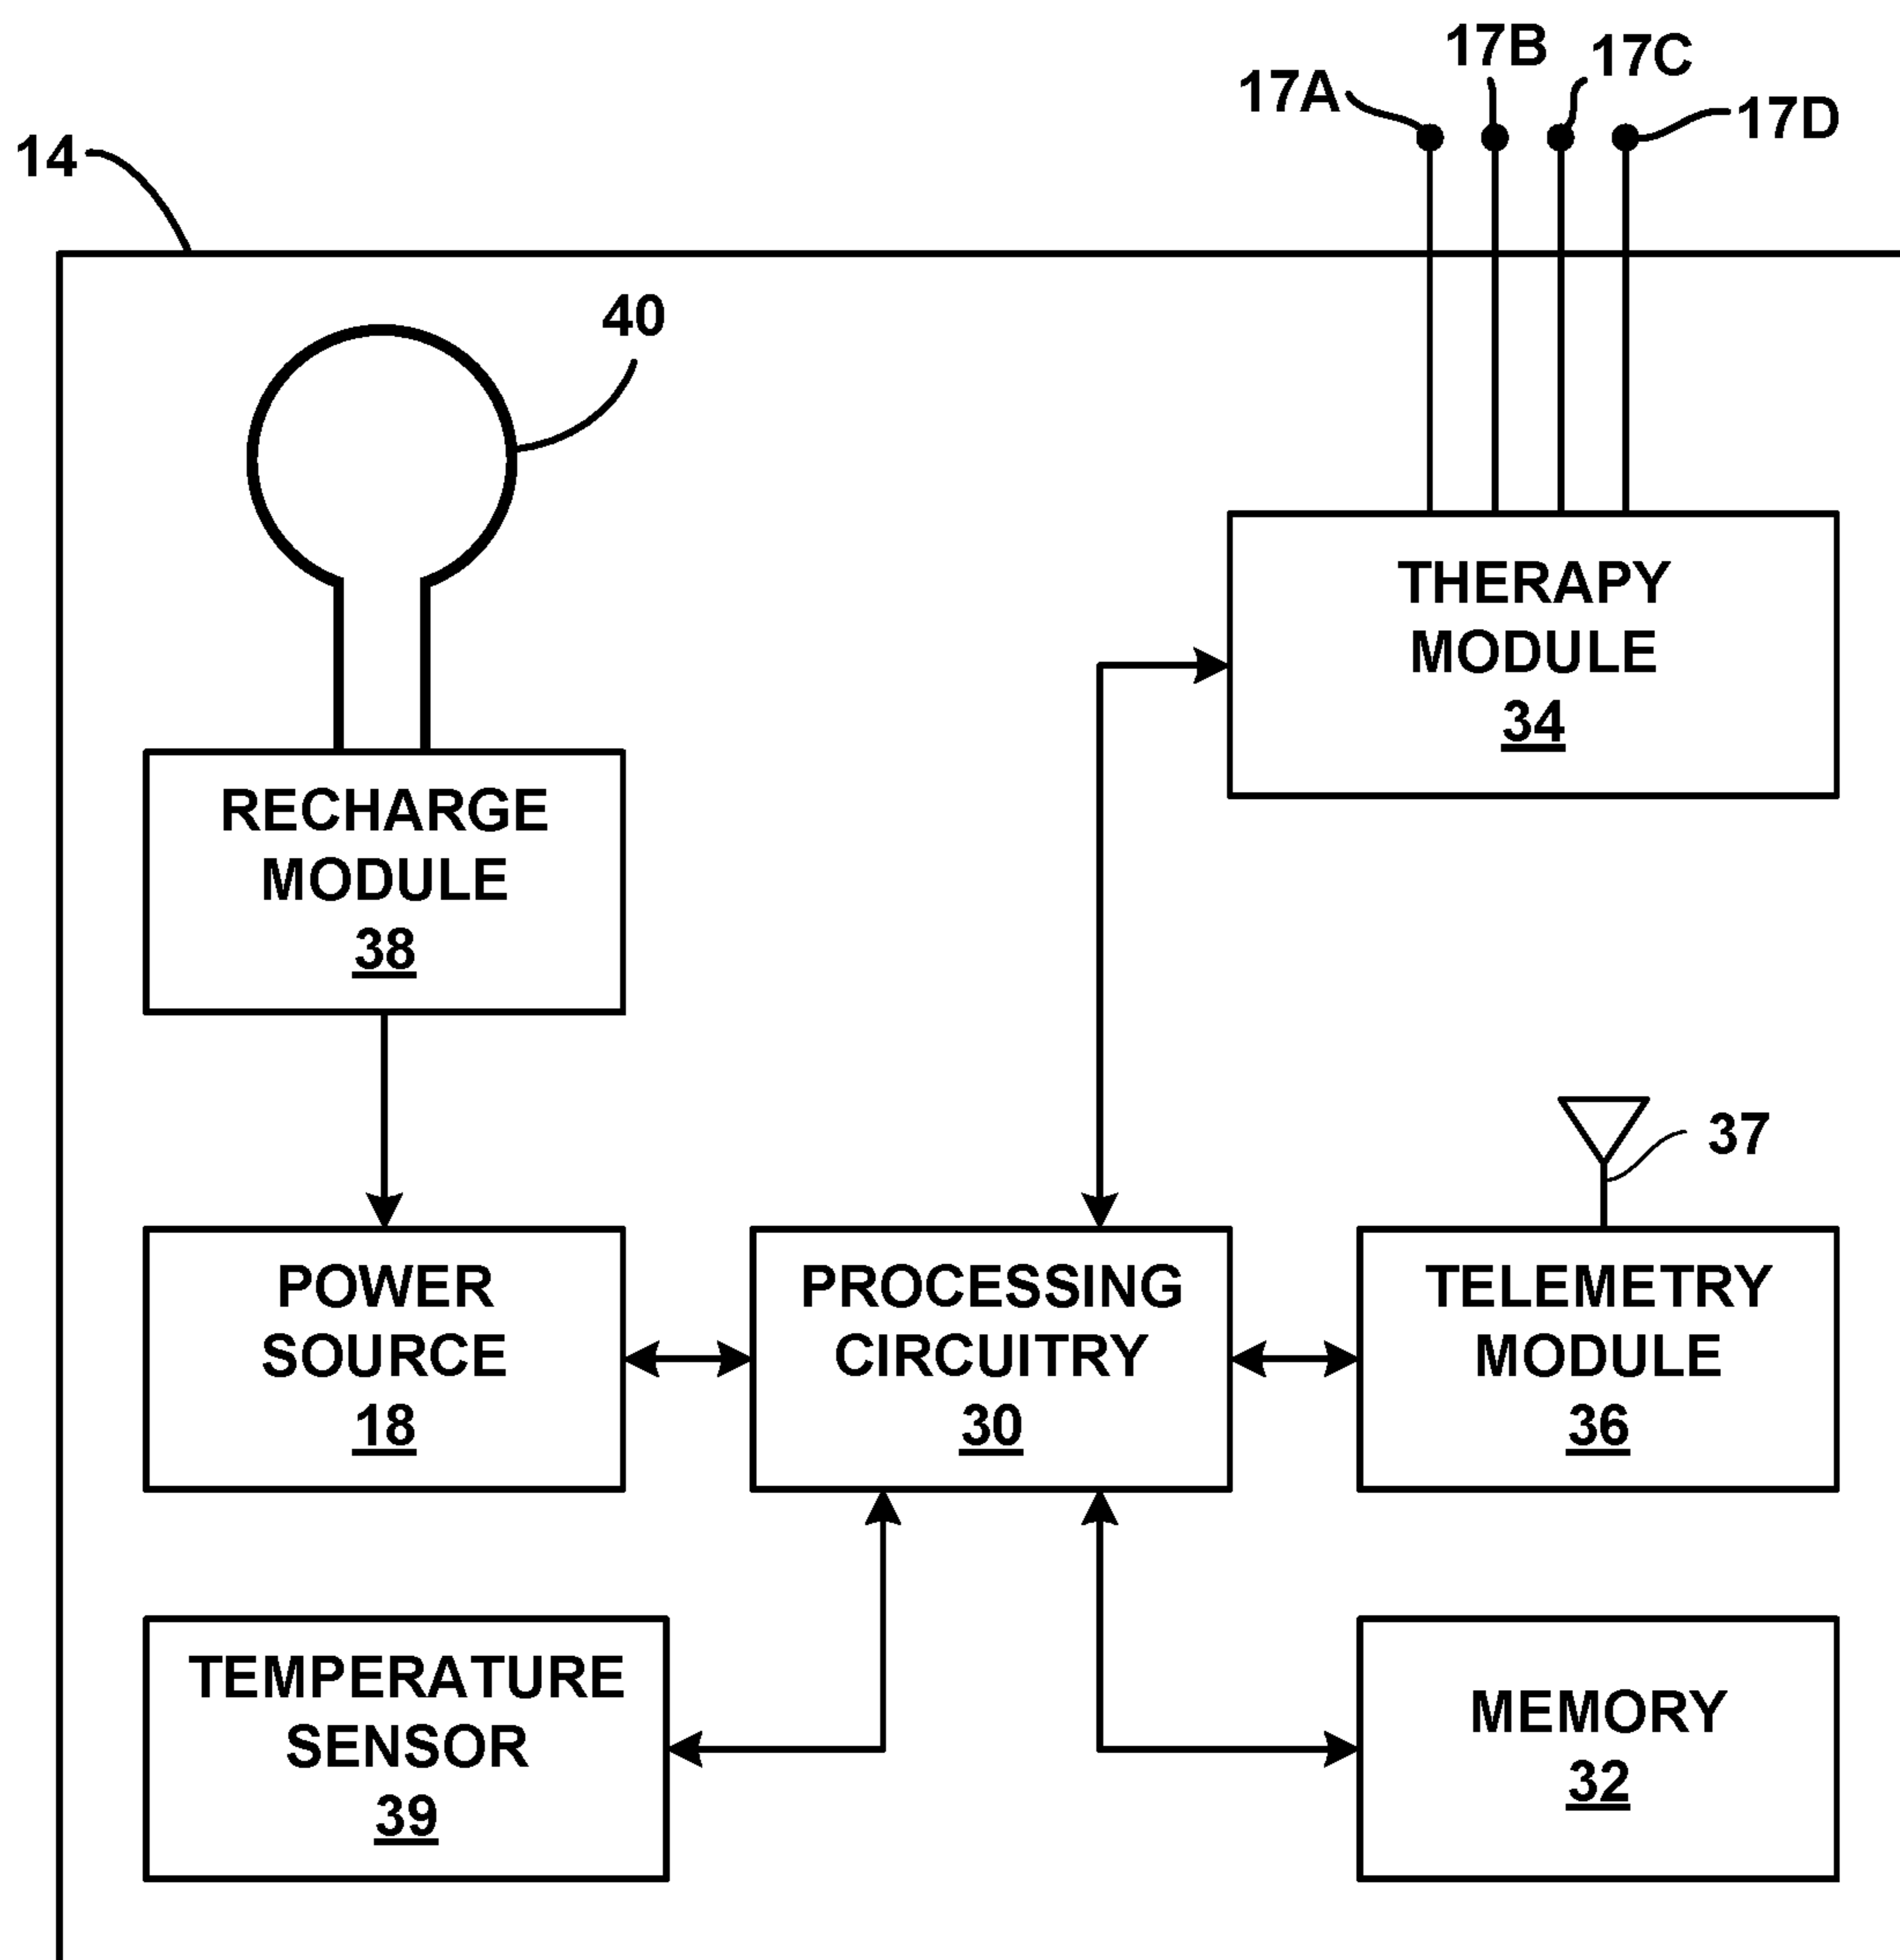 17B
17C
17A
17D
14
40
THERAPY
MODULE
34
RECHARGE
MODULE
38
37
POWER
SOURCE
18
PROCESSING
CIRCUITRY
30
TELEMETRY
MODULE
36
TEMPERATURE
SENSOR
39
MEMORY
32